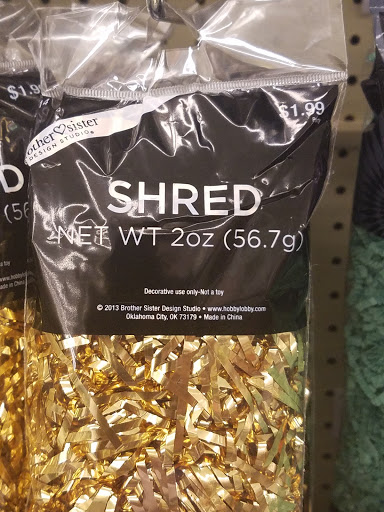 $1.99
$1.99
brother sister
DESIGN STUDIO®
SHRED
NET WT 2oz (56.7g)
D
(56
Decorative use only-Not a toy
© 2013 Brother Sister Design Studio • www.hobbylobby.com
Oklahoma City, OK 73179 • Made in China